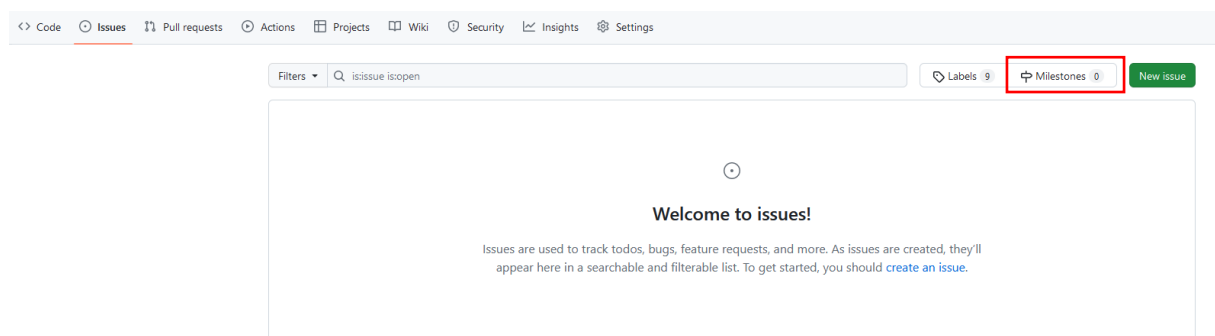 <> Code Issues Pull requests Actions Projects Wiki Security Insights Settings
Filters is:issue is:open Labels 9 Milestones 0 New issue
Welcome to issues!
Issues are used to track todos, bugs, feature requests, and more. As issues are created, they'll
appear here in a searchable and filterable list. To get started, you should create an issue.